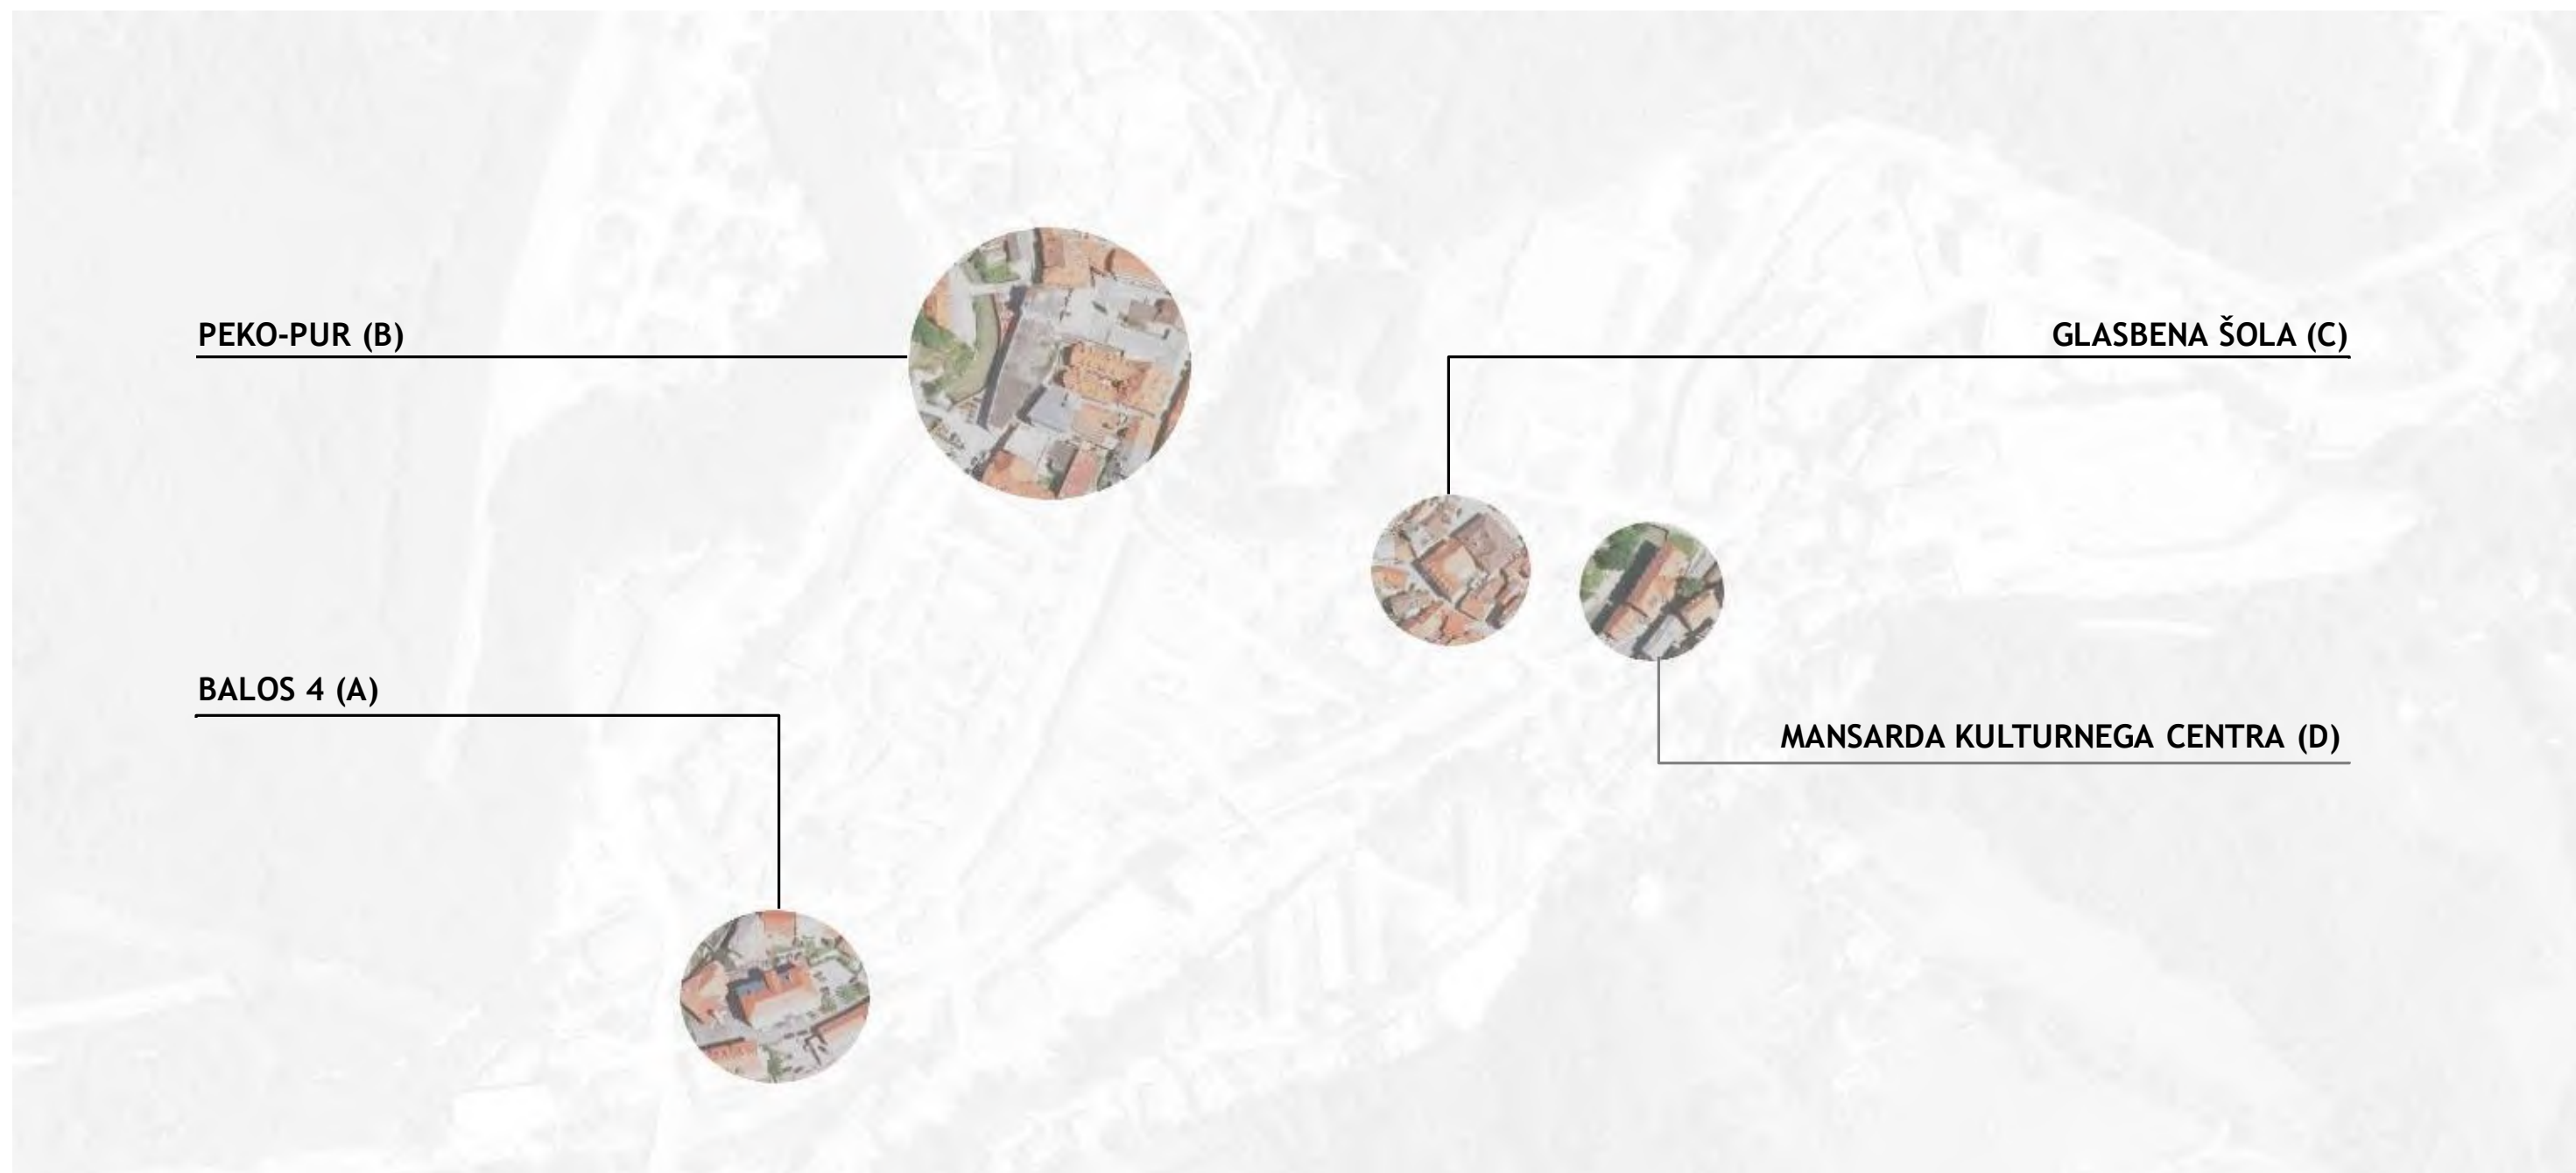 PEKO-PUR (B)
GLASBENA ŠOLA (C)
BALOS 4 (A)
MANSARDA KULTURNEGA CENTRA (D)